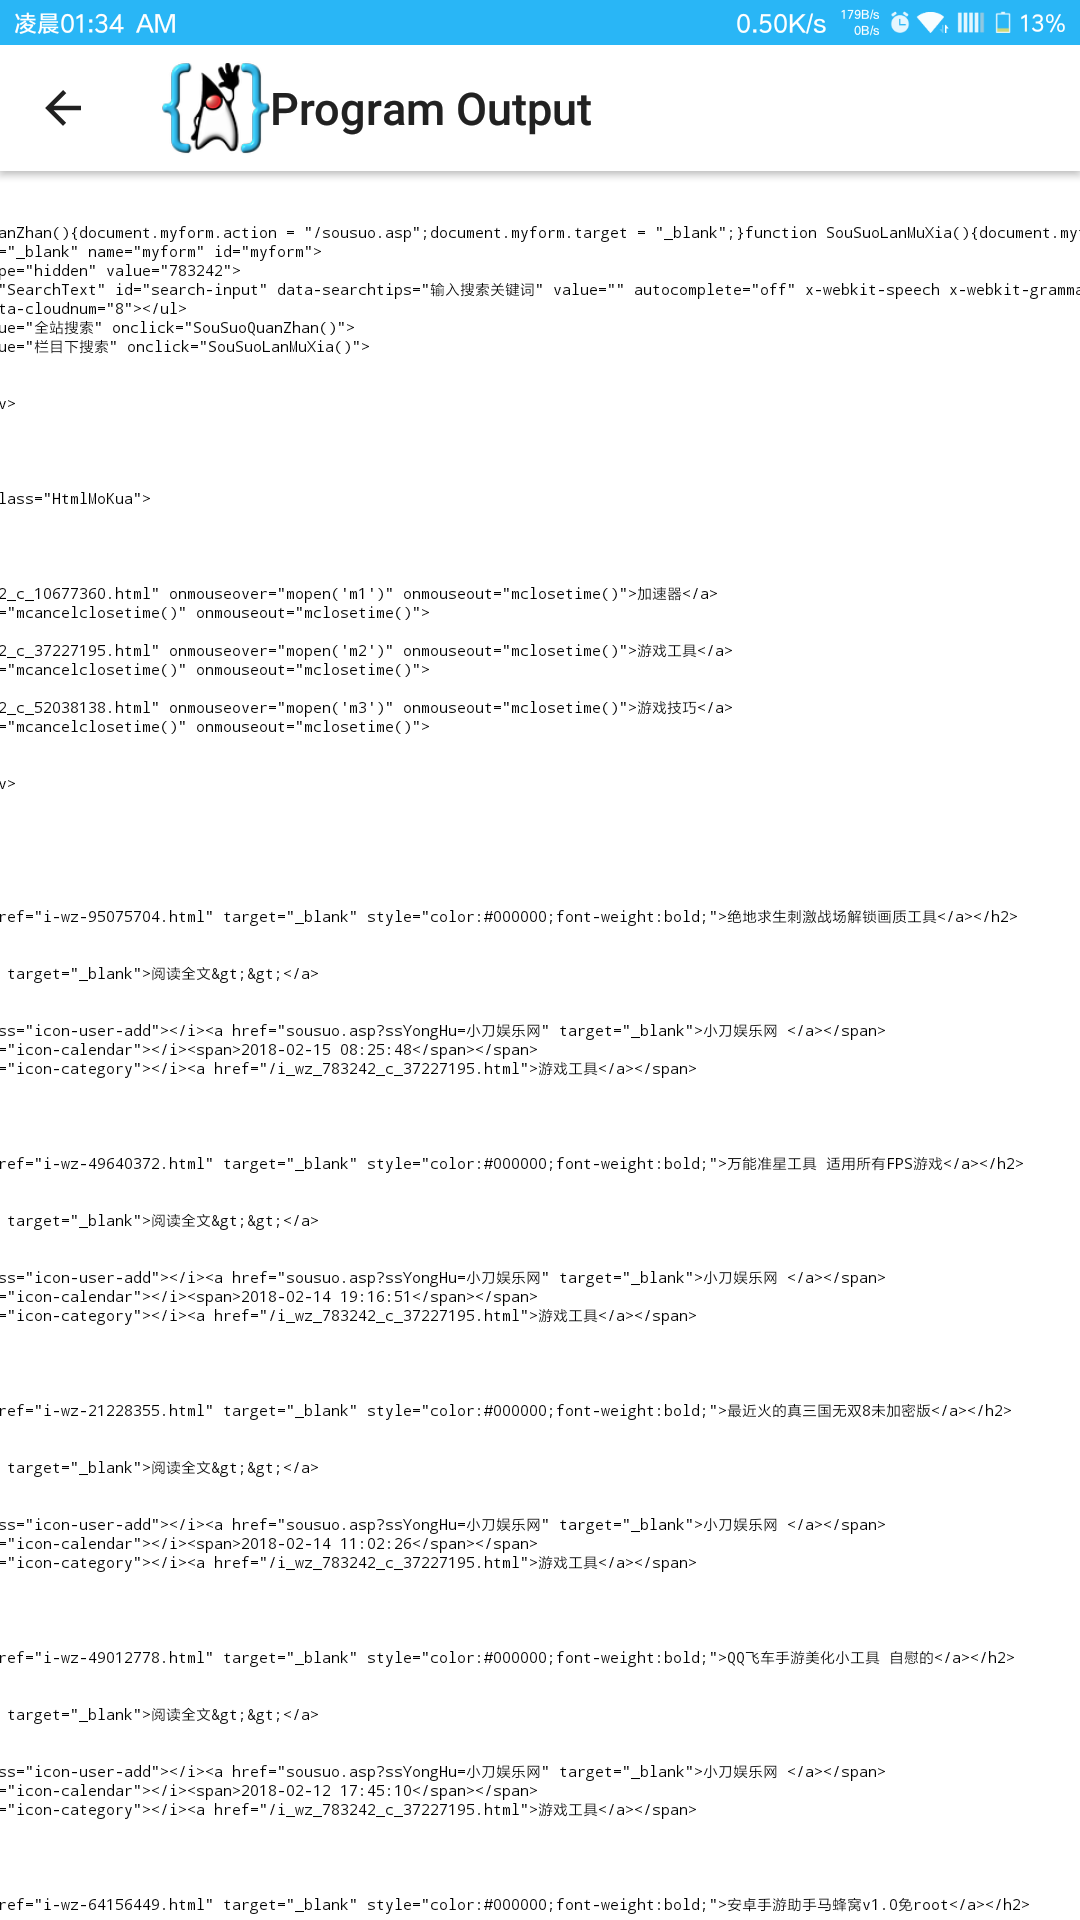 凌晨01:34 AM 0.50K/s 179B/s 0B/s 13%
Program Output
anZhan(){document.myform.action = "/sousuo.asp";document.myform.target = "_blank";}function SouSuoLanMuXia(){document.my
="_blank" name="myform" id="myform">
pe="hidden" value="783242">
"SearchText" id="search-input" data-searchtips="输入搜索关键词" value="" autocomplete="off" x-webkit-speech x-webkit-gramma
ta-cloudnum="8"></ul>
ue="全站搜索" onclick="SouSuoQuanZhan()">
ue="栏目下搜索" onclick="SouSuoLanMuXia()">
v>
lass="HtmlMoKua">
2_c_10677360.html" onmouseover="mopen('m1')" onmouseout="mclosetime()">加速器</a>
="mcancelclosetime()" onmouseout="mclosetime()">
2_c_37227195.html" onmouseover="mopen('m2')" onmouseout="mclosetime()">游戏工具</a>
="mcancelclosetime()" onmouseout="mclosetime()">
2_c_52038138.html" onmouseover="mopen('m3')" onmouseout="mclosetime()">游戏技巧</a>
="mcancelclosetime()" onmouseout="mclosetime()">
v>
ref="i-wz-95075704.html" target="_blank" style="color:#000000;font-weight:bold;">绝地求生刺激战场解锁画质工具</a></h2>
target="_blank">阅读全文&gt;&gt;</a>
ss="icon-user-add"></i><a href="sousuo.asp?ssYongHu=小刀娱乐网" target="_blank">小刀娱乐网 </a></span>
="icon-calendar"></i><span>2018-02-15 08:25:48</span></span>
="icon-category"></i><a href="/i_wz_783242_c_37227195.html">游戏工具</a></span>
ref="i-wz-49640372.html" target="_blank" style="color:#000000;font-weight:bold;">万能准星工具 适用所有FPS游戏</a></h2>
target="_blank">阅读全文&gt;&gt;</a>
ss="icon-user-add"></i><a href="sousuo.asp?ssYongHu=小刀娱乐网" target="_blank">小刀娱乐网 </a></span>
="icon-calendar"></i><span>2018-02-14 19:16:51</span></span>
="icon-category"></i><a href="/i_wz_783242_c_37227195.html">游戏工具</a></span>
ref="i-wz-21228355.html" target="_blank" style="color:#000000;font-weight:bold;">最近火的真三国无双8未加密版</a></h2>
target="_blank">阅读全文&gt;&gt;</a>
ss="icon-user-add"></i><a href="sousuo.asp?ssYongHu=小刀娱乐网" target="_blank">小刀娱乐网 </a></span>
="icon-calendar"></i><span>2018-02-14 11:02:26</span></span>
="icon-category"></i><a href="/i_wz_783242_c_37227195.html">游戏工具</a></span>
ref="i-wz-49012778.html" target="_blank" style="color:#000000;font-weight:bold;">QQ飞车手游美化小工具 自慰的</a></h2>
target="_blank">阅读全文&gt;&gt;</a>
ss="icon-user-add"></i><a href="sousuo.asp?ssYongHu=小刀娱乐网" target="_blank">小刀娱乐网 </a></span>
="icon-calendar"></i><span>2018-02-12 17:45:10</span></span>
="icon-category"></i><a href="/i_wz_783242_c_37227195.html">游戏工具</a></span>
ref="i-wz-64156449.html" target="_blank" style="color:#000000;font-weight:bold;">安卓手游助手马蜂窝v1.0免root</a></h2>